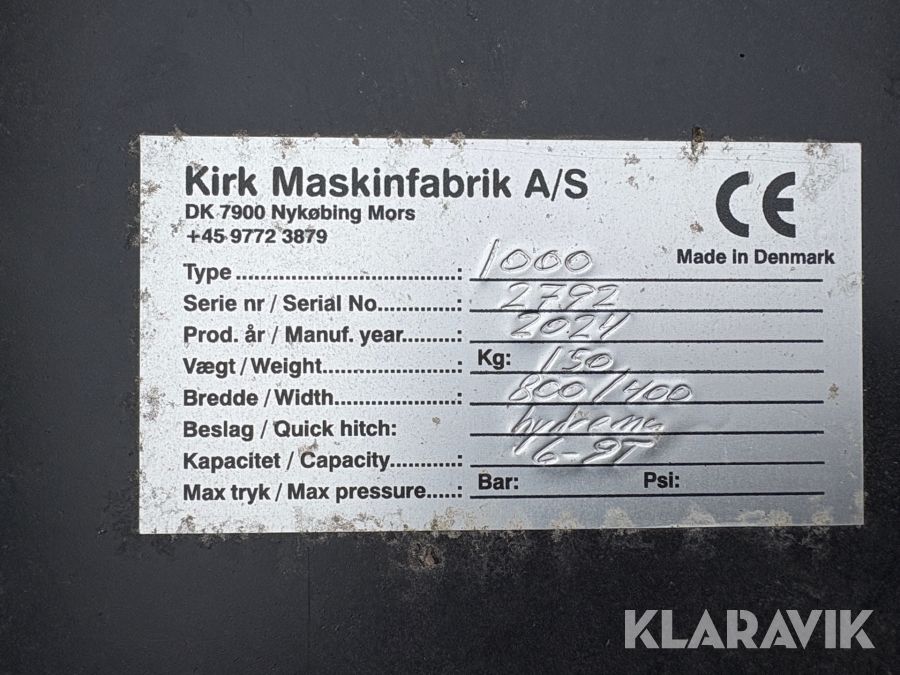 Kirk Maskinfabrik A/S
DK 7900 Nykøbing Mors
+45 9772 3879
CE
Made in Denmark
Type..............................: 1000
Serie nr / Serial No............: 2792
Prod. år / Manuf. year.........: 2024
Vægt / Weight...................: Kg: 150
Bredde / Width..................: 800/400
Beslag / Quick hitch: hydrema
Kapacitet / Capacity..........: 6-9T
Max tryk / Max pressure.....: Bar: Psi:
KLARAVIK